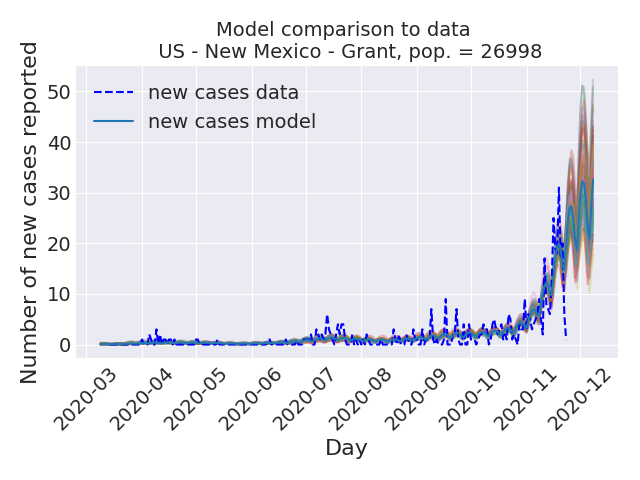 Model comparison to data
US - New Mexico - Grant, pop. = 26998
Number of new cases reported
50
40
30
20
10
0
new cases data
new cases model
2020-03
2020-04
2020-05
2020-06
2020-07
2020-08
2020-09
2020-10
2020-11
2020-12
Day